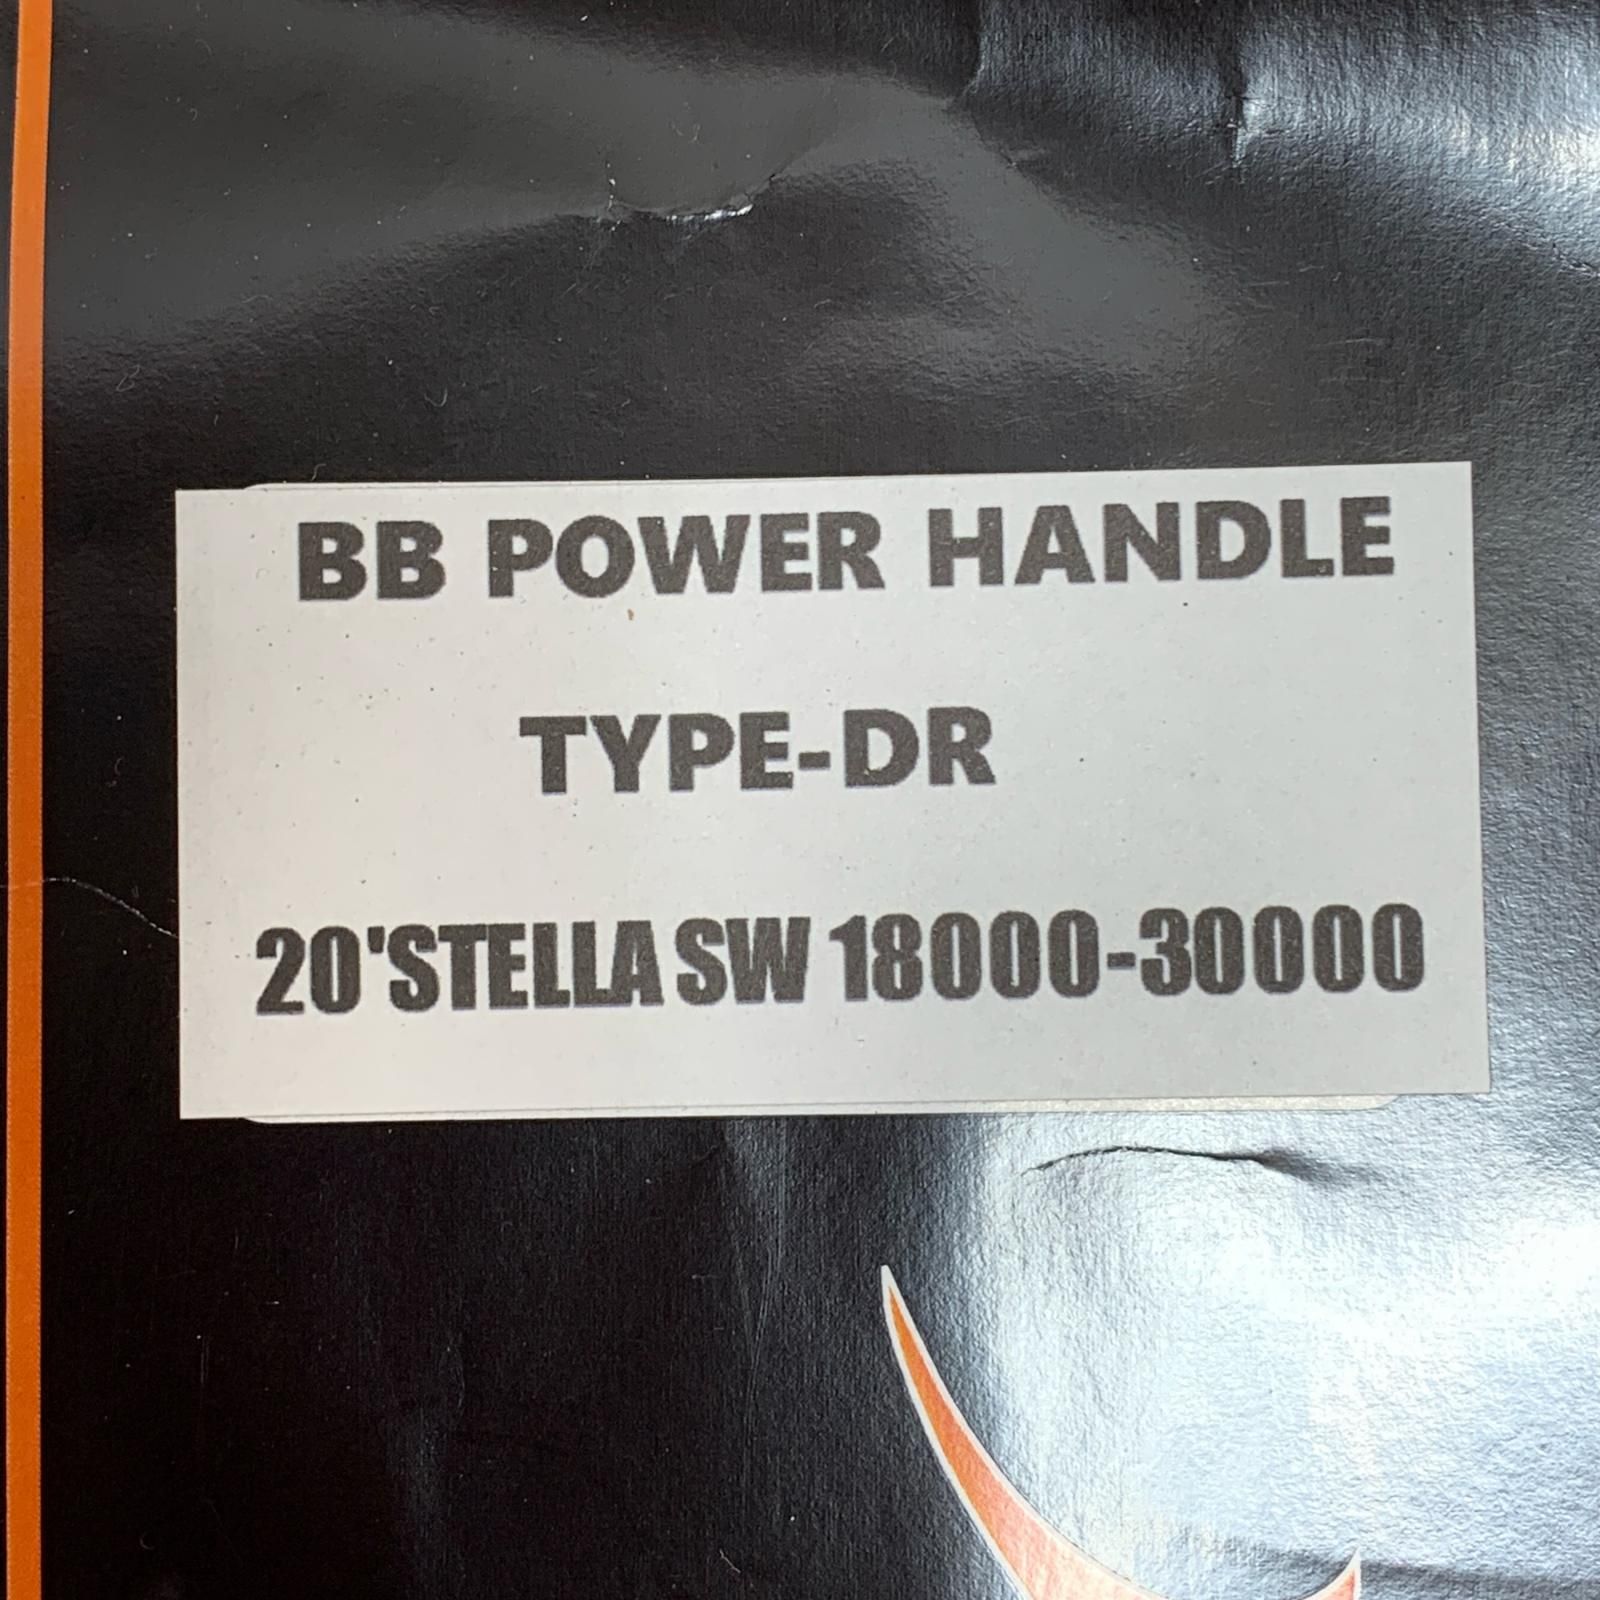 BB POWER HANDLE
TYPE-DR
20'STELLA SW 18000-30000